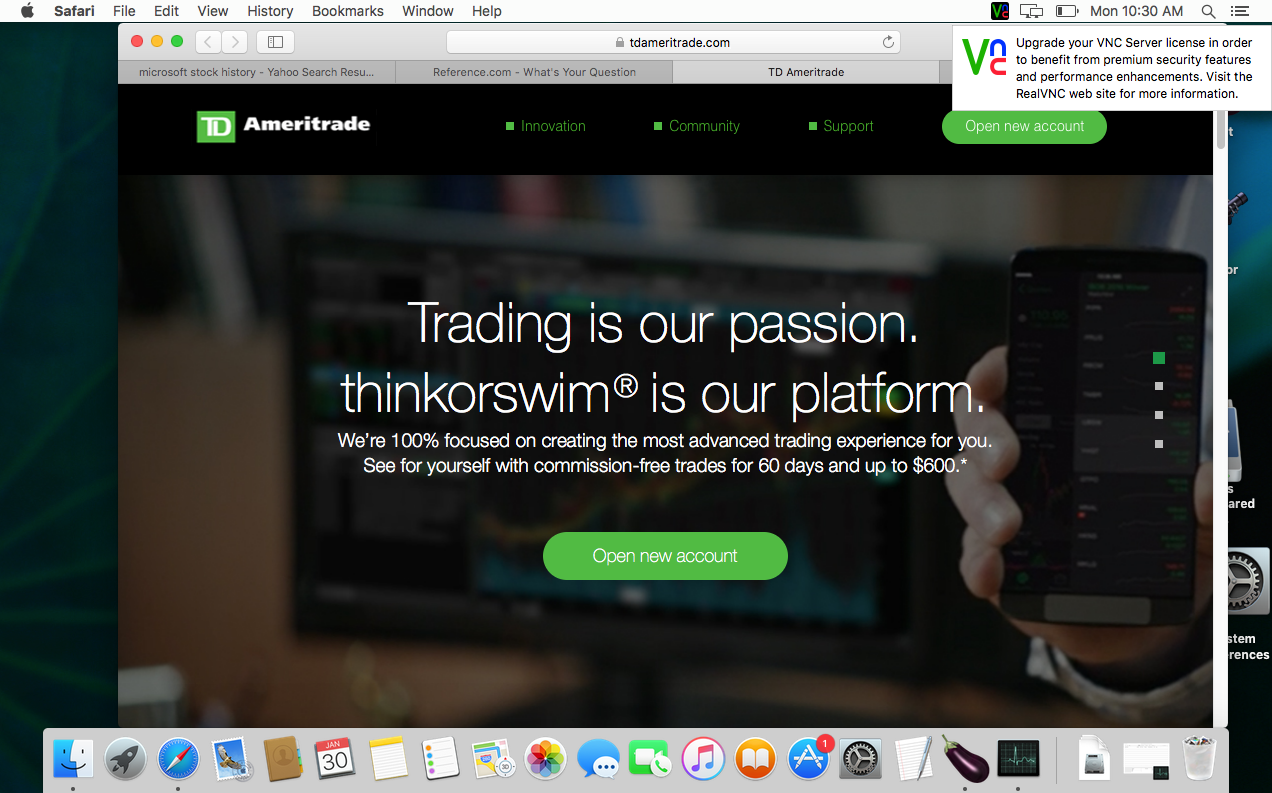 Safari File Edit View History Bookmarks Window Help
Mon 10:30 AM
tdameritrade.com
Upgrade your VNC Server license in order
to benefit from premium security features
and performance enhancements. Visit the
RealVNC web site for more information.
microsoft stock history - Yahoo Search Resu...
Reference.com - What's Your Question
TD Ameritrade
TD Ameritrade
Innovation
Community
Support
Open new account
Trading is our passion.
thinkorswim® is our platform.
We're 100% focused on creating the most advanced trading experience for you.
See for yourself with commission-free trades for 60 days and up to $600.*
Open new account
JAN
30
1